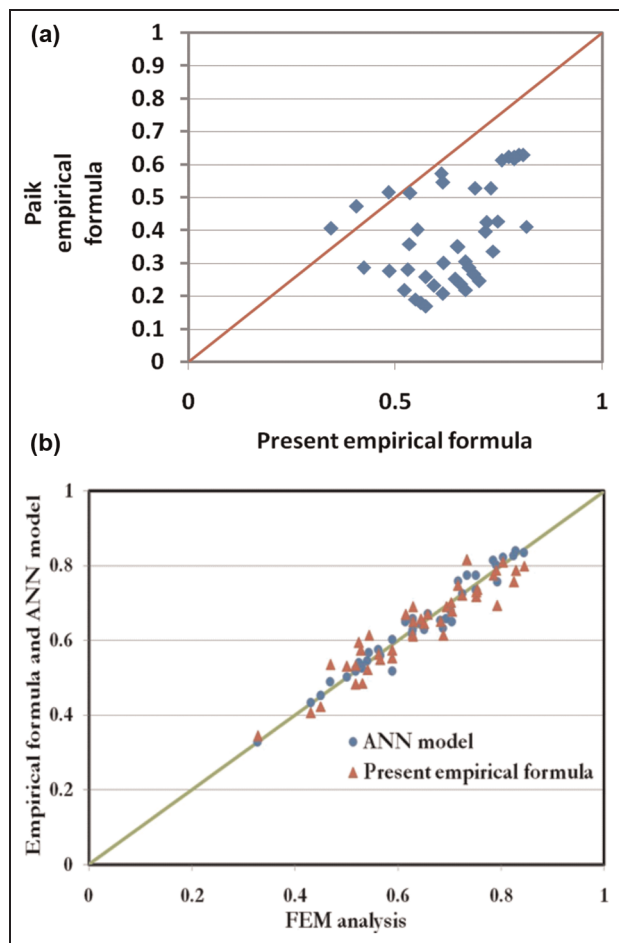 (a)
1
0.9
0.8
0.7
0.6
0.5
0.4
0.3
0.2
0.1
0
Paik
empirical
formula
0 0.5 1
Present empirical formula
(b)
1
0.8
0.6
0.4
0.2
0
Empirical formula and ANN model
ANN model
Present empirical formula
0 0.2 0.4 0.6 0.8 1
FEM analysis